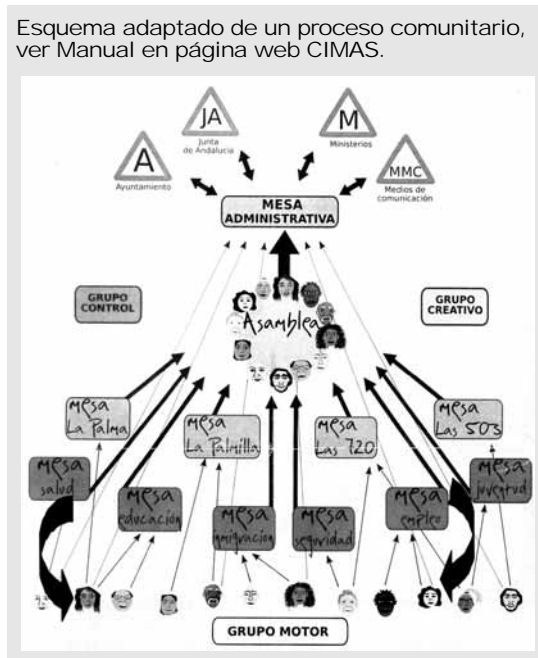 Esquema adaptado de un proceso comunitario,
ver Manual en página web CIMAS.
A
Ayuntamiento
JA
Junta
de Andalucia
M
Ministerios
MMC
Medios de
comunicación
MESA
ADMINISTRATIVA
GRUPO
CONTROL
GRUPO
CREATIVO
Asamblea
Mesa
La Palma
Mesa
La Palmilla
Mesa
Las 720
Mesa
Las 503
Mesa
salud
Mesa
educación
Mesa
inmigración
Mesa
seguridad
Mesa
empleo
Mesa
juventud
GRUPO MOTOR